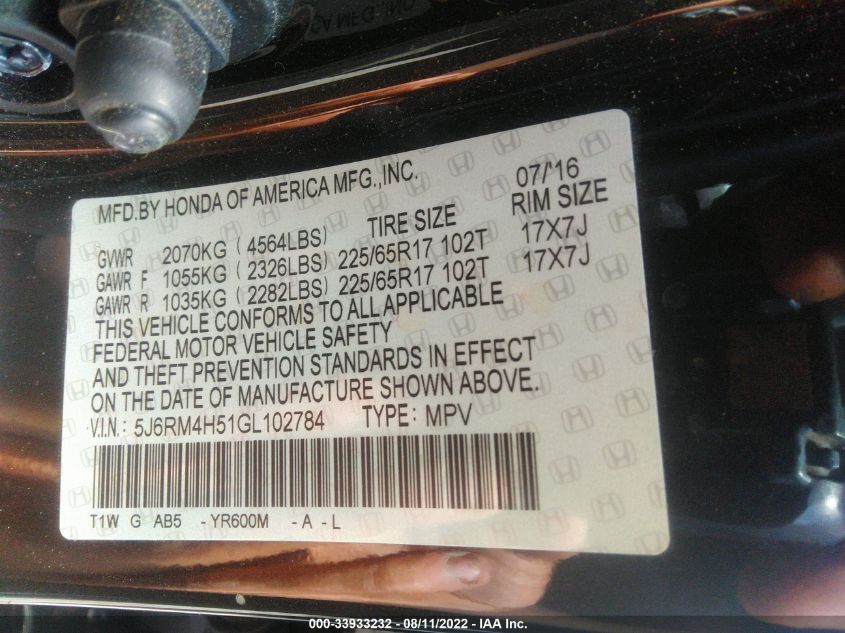 MFD.BY HONDA OF AMERICA MFG.,INC. 07/'16
TIRE SIZE RIM SIZE
GVWR 2070KG ( 4564LBS)
GAWR F 1055KG ( 2326LBS) 225/65R17 102T 17X7J
GAWR R 1035KG ( 2282LBS) 225/65R17 102T 17X7J
THIS VEHICLE CONFORMS TO ALL APPLICABLE
FEDERAL MOTOR VEHICLE SAFETY
AND THEFT PREVENTION STANDARDS IN EFFECT
ON THE DATE OF MANUFACTURE SHOWN ABOVE.
V.I.N.: 5J6RM4H51GL102784 TYPE: MPV
T1W G AB5 -YR600M -A -L
000-33933232 - 08/11/2022 - IAA Inc.